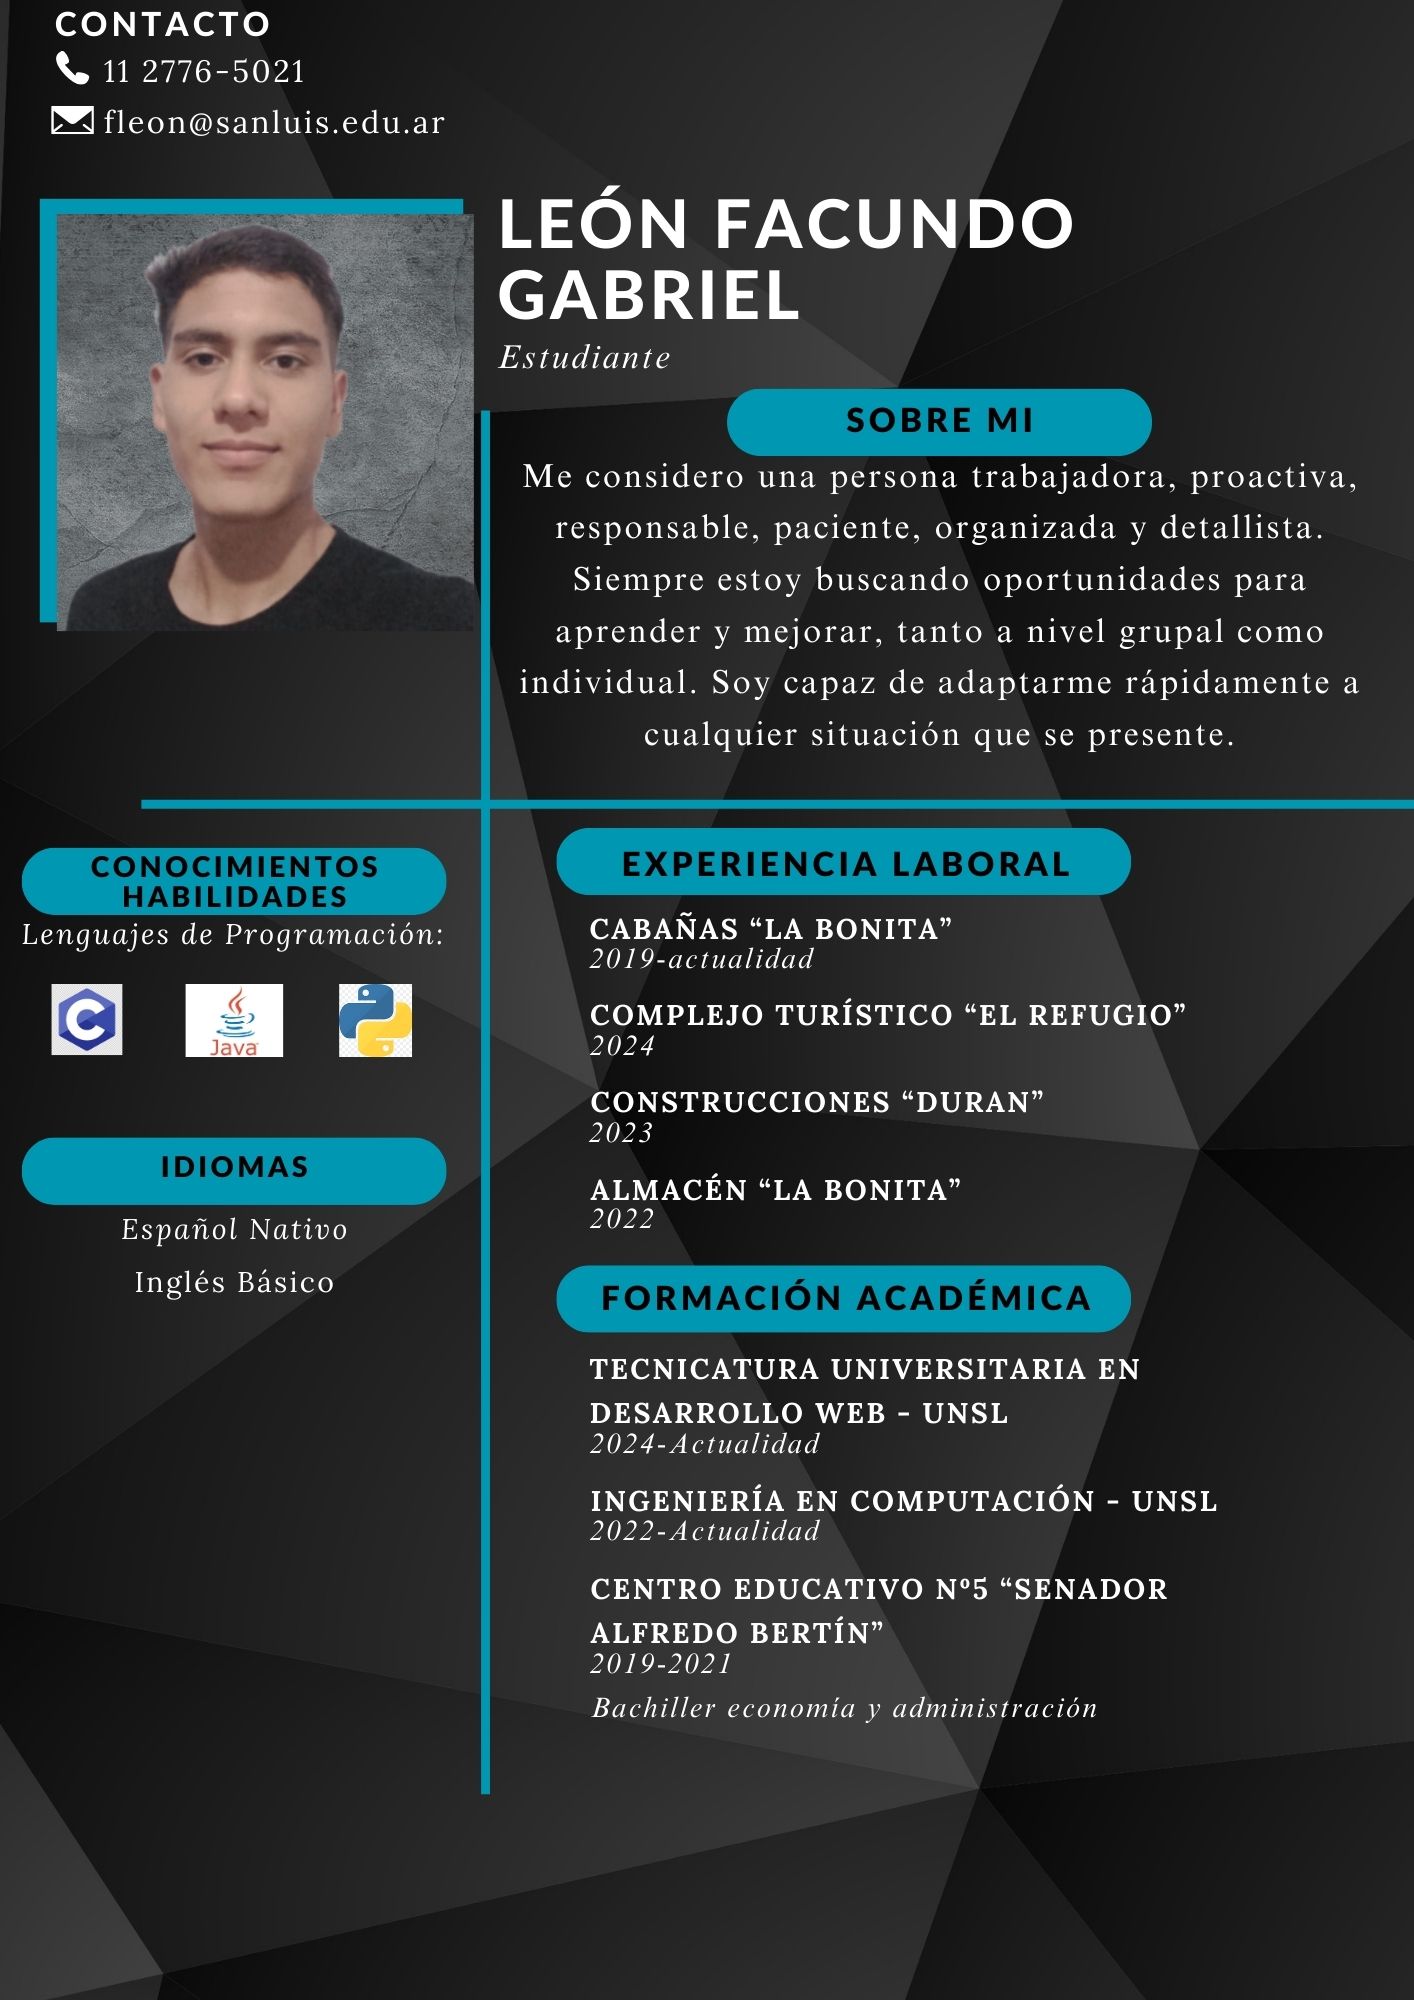 CONTACTO
11 2776-5021
fleon@sanluis.edu.ar
LEÓN FACUNDO
GABRIEL
Estudiante
SOBRE MI
Me considero una persona trabajadora, proactiva,
responsable, paciente, organizada y detallista.
Siempre estoy buscando oportunidades para
aprender y mejorar, tanto a nivel grupal como
individual. Soy capaz de adaptarme rápidamente a
cualquier situación que se presente.
CONOCIMIENTOS
HABILIDADES
Lenguajes de Programación:
C
Java
IDIOMAS
Español Nativo
Inglés Básico
EXPERIENCIA LABORAL
CABAÑAS “LA BONITA”
2019-actualidad
COMPLEJO TURÍSTICO “EL REFUGIO”
2024
CONSTRUCCIONES “DURAN”
2023
ALMACÉN “LA BONITA”
2022
FORMACIÓN ACADÉMICA
TECNICATURA UNIVERSITARIA EN
DESARROLLO WEB - UNSL
2024-Actualidad
INGENIERÍA EN COMPUTACIÓN - UNSL
2022-Actualidad
CENTRO EDUCATIVO Nº5 “SENADOR
ALFREDO BERTÍN”
2019-2021
Bachiller economía y administración